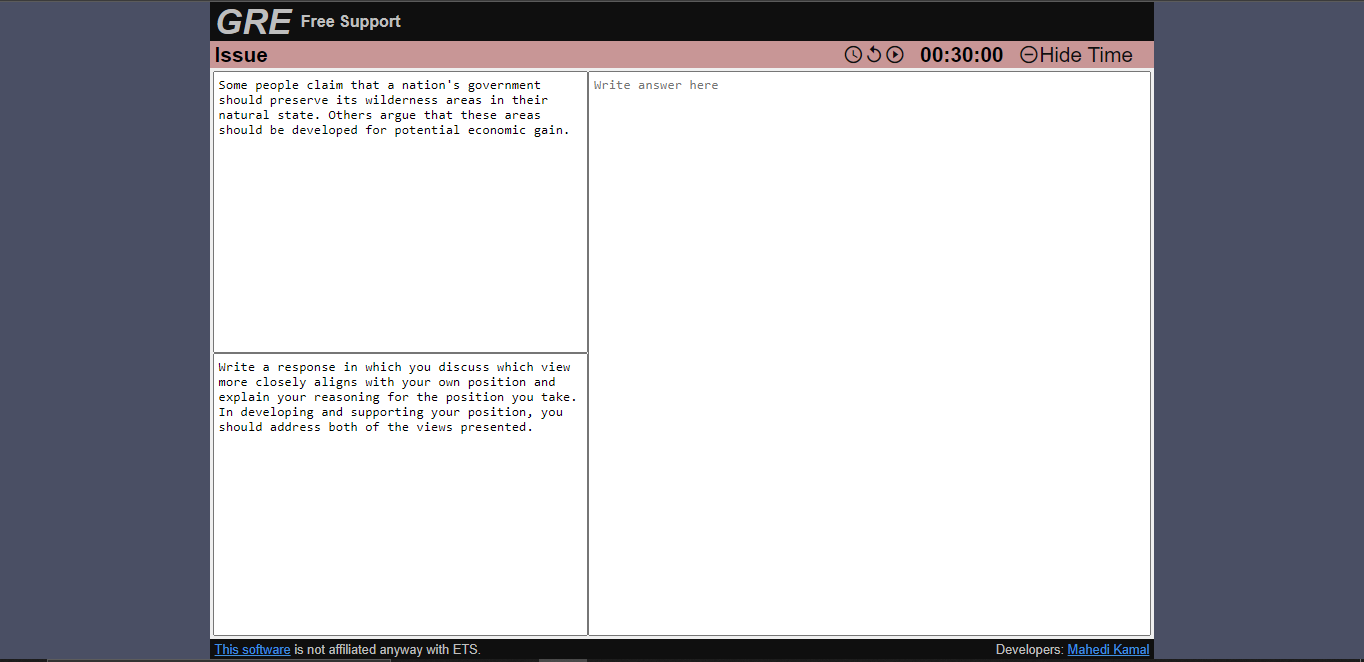 GRE Free Support
Issue
00:30:00 Hide Time
Some people claim that a nation's government
should preserve its wilderness areas in their
natural state. Others argue that these areas
should be developed for potential economic gain.
Write answer here
Write a response in which you discuss which view
more closely aligns with your own position and
explain your reasoning for the position you take.
In developing and supporting your position, you
should address both of the views presented.
This software is not affiliated anyway with ETS.
Developers: Mahedi Kamal